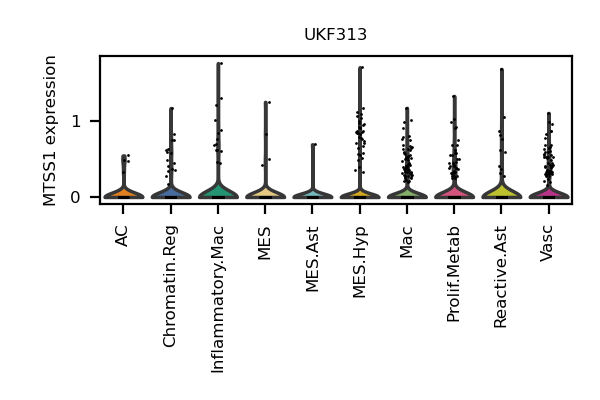 UKF313
MTSS1 expression
1
0
AC
Chromatin.Reg
Inflammatory.Mac
MES
MES.Ast
MES.Hyp
Mac
Prolif.Metab
Reactive.Ast
Vasc